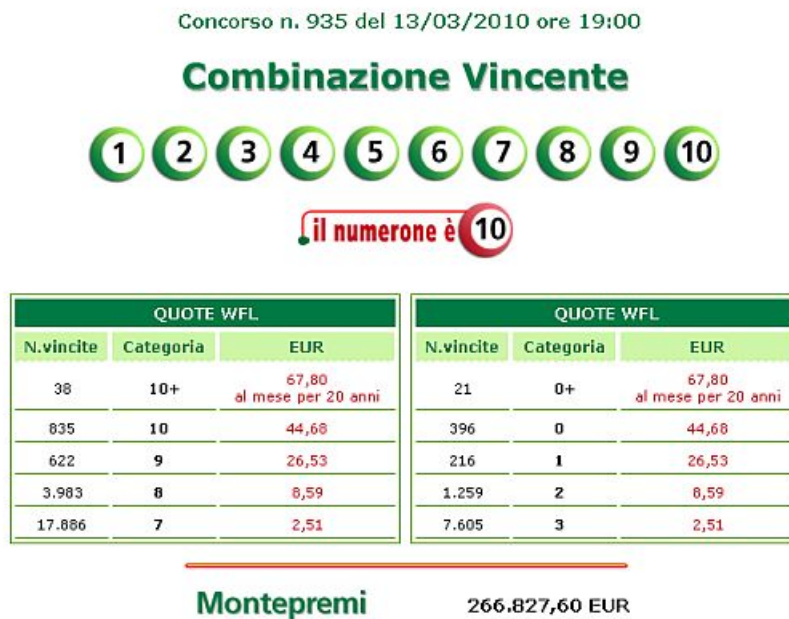 Concorso n. 935 del 13/03/2010 ore 19:00
Combinazione Vincente
1 2 3 4 5 6 7 8 9 10
il numerone è 10
QUOTE WFL QUOTE WFL
N.vincite Categoria EUR N.vincite Categoria EUR
38 10+ 67,80 al mese per 20 anni 21 0+ 67,80 al mese per 20 anni
835 10 44,68 396 0 44,68
622 9 26,53 216 1 26,53
3.983 8 8,59 1.259 2 8,59
17.886 7 2,51 7.605 3 2,51
Montepremi 266.827,60 EUR